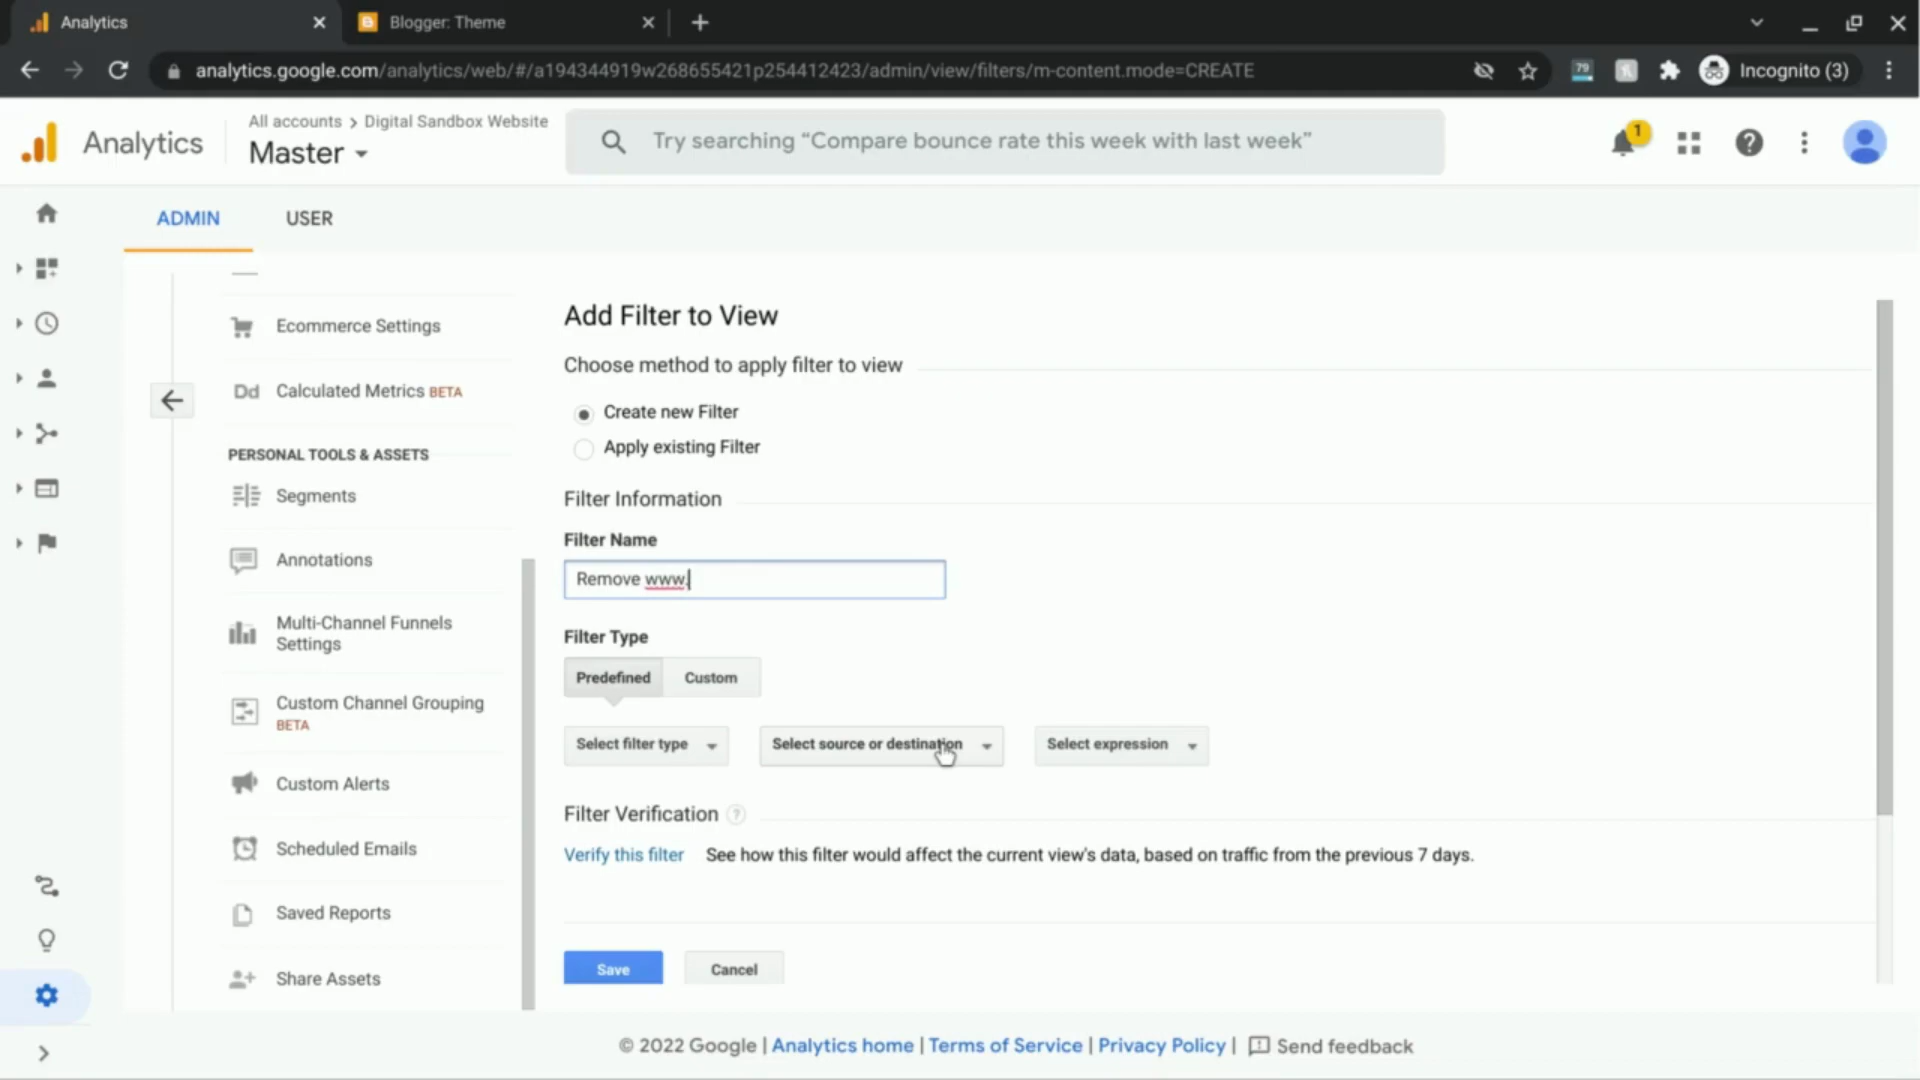 Analytics
Blogger: Theme
analytics.google.com/analytics/web/#/a194344919w268655421p254412423/admin/view/filters/m-content.mode=CREATE
79
Incognito (3)
Analytics
All accounts > Digital Sandbox Website
Master
Try searching “Compare bounce rate this week with last week”
1
ADMIN
USER
Ecommerce Settings
Dd Calculated Metrics BETA
PERSONAL TOOLS & ASSETS
Segments
Annotations
Multi-Channel Funnels
Settings
Custom Channel Grouping
BETA
Custom Alerts
Scheduled Emails
Saved Reports
Share Assets
Add Filter to View
Choose method to apply filter to view
Create new Filter
Apply existing Filter
Filter Information
Filter Name
Remove www.
Filter Type
Predefined
Custom
Select filter type
Select source or destination
Select expression
Filter Verification ?
Verify this filter See how this filter would affect the current view's data, based on traffic from the previous 7 days.
Save
Cancel
© 2022 Google | Analytics home | Terms of Service | Privacy Policy | Send feedback